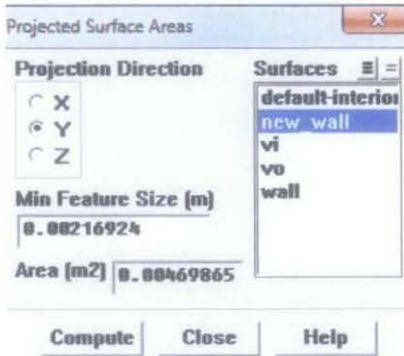 Projected Surface Areas
Projection Direction
X
Y
Z
Min Feature Size (m)
0.00216924
Area (m2) 0.00469865
Surfaces
default-interior
new_wall
vi
vo
wall
Compute Close Help